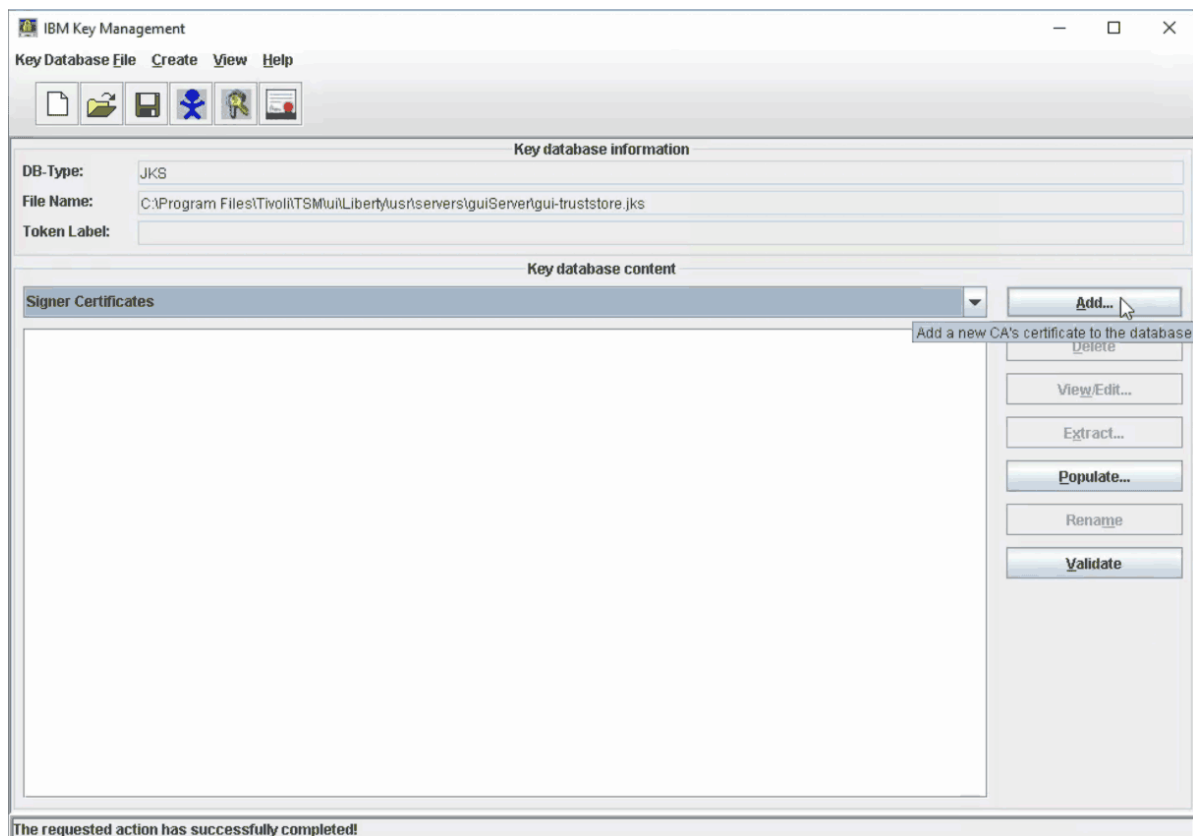 IBM Key Management
Key Database File Create View Help
Key database information
DB-Type:
JKS
File Name:
C:\Program Files\Tivoli\TSM\ui\Liberty\usr\servers\guiServer\gui-truststore.jks
Token Label:
Key database content
Signer Certificates
Add...
Add a new CA's certificate to the database
Delete
View/Edit...
Extract...
Populate...
Rename
Validate
The requested action has successfully completed!